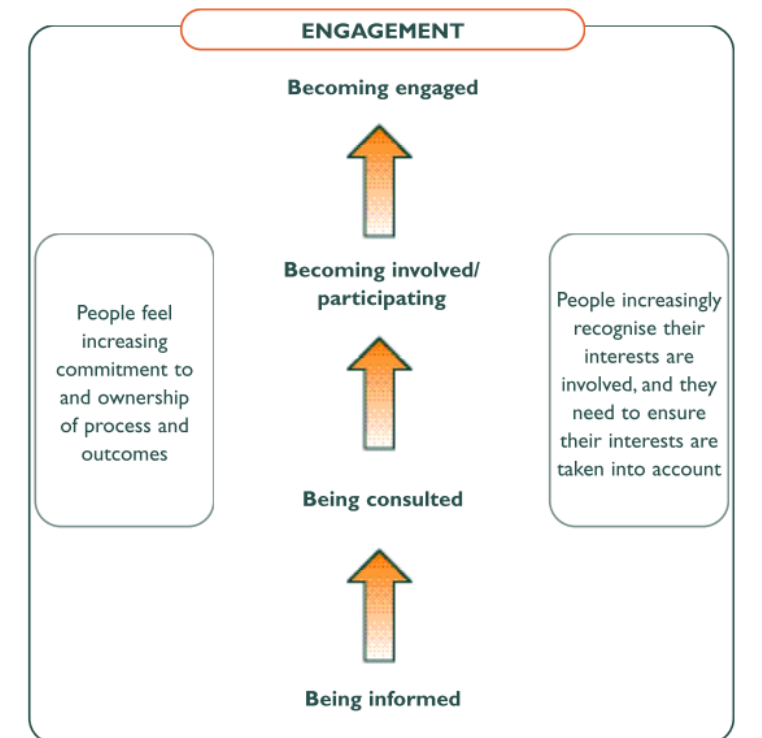 ENGAGEMENT
Becoming engaged
Becoming involved/
participating
People feel
increasing
commitment to
and ownership
of process and
outcomes
People increasingly
recognise their
interests are
involved, and they
need to ensure
their interests are
taken into account
Being consulted
Being informed